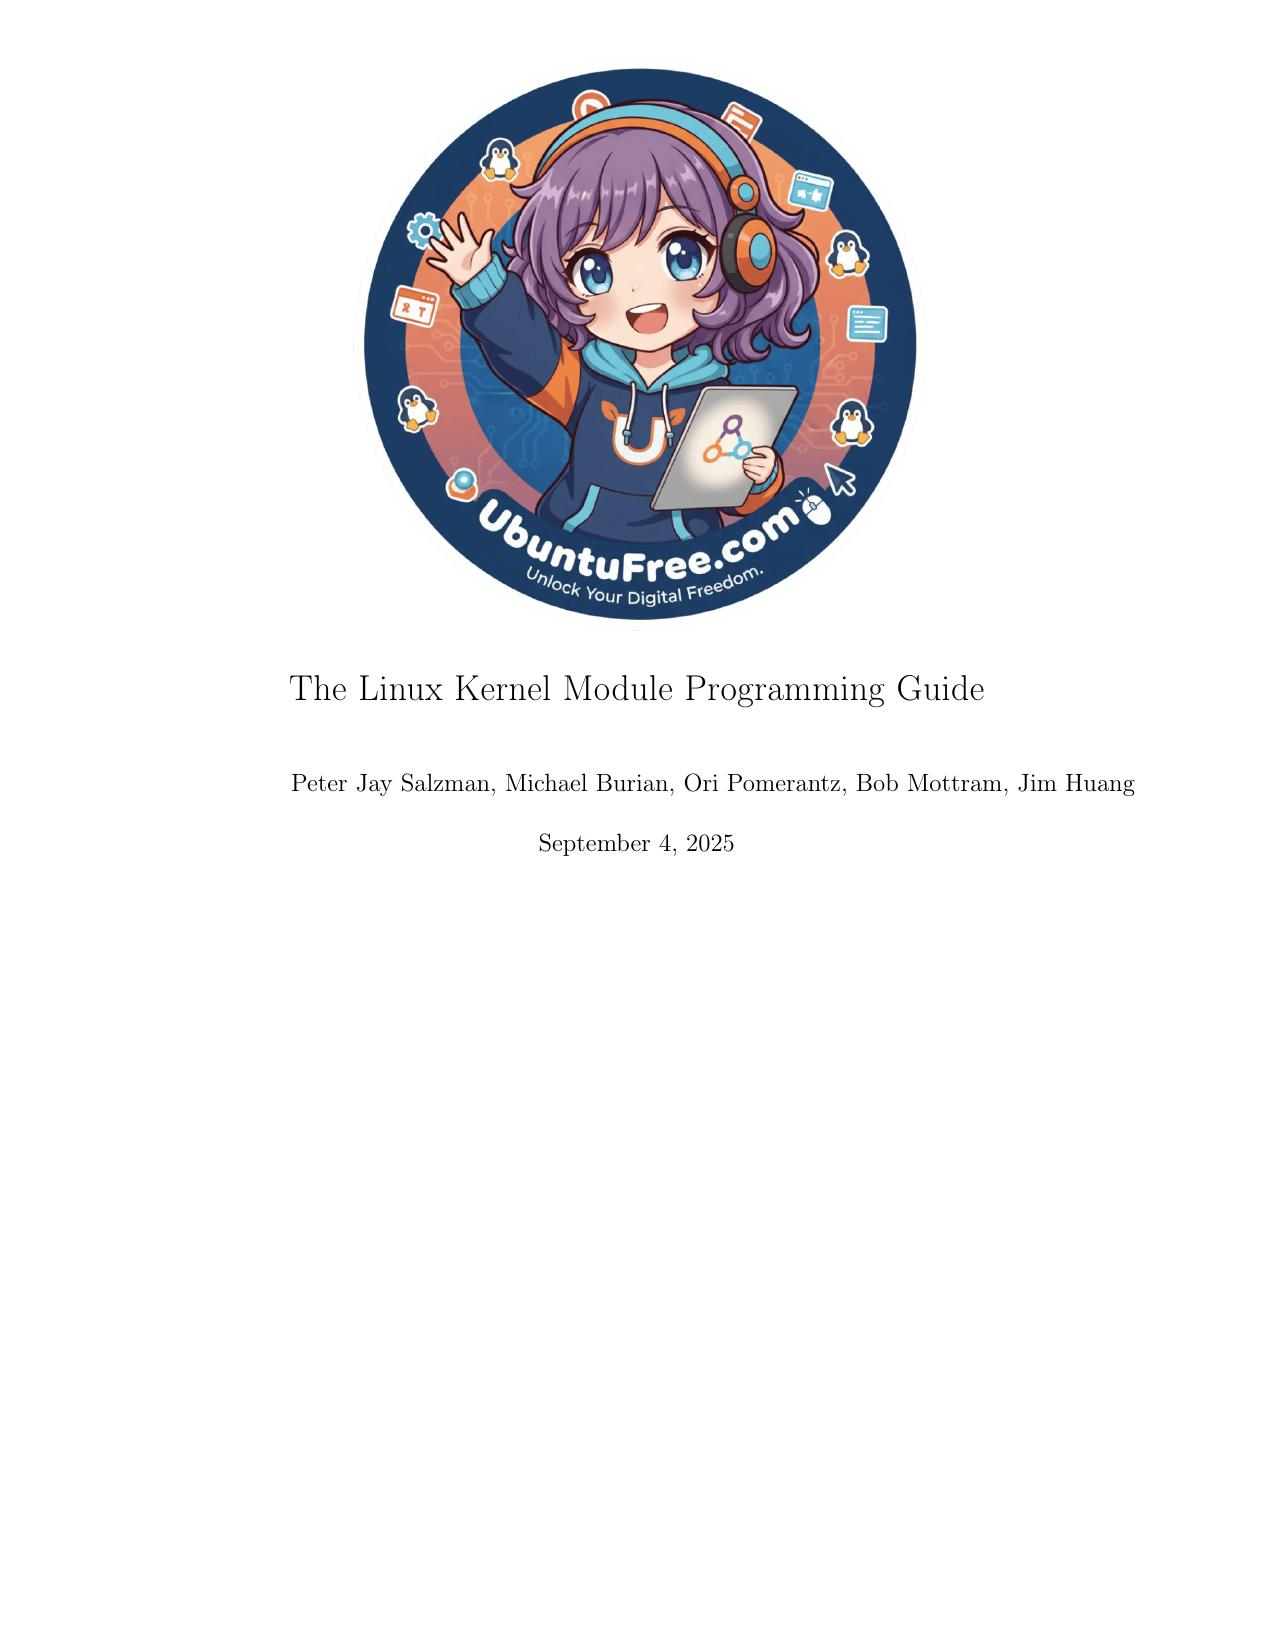 UbuntuFree.com
Unlock Your Digital Freedom.
The Linux Kernel Module Programming Guide
Peter Jay Salzman, Michael Burian, Ori Pomerantz, Bob Mottram, Jim Huang
September 4, 2025